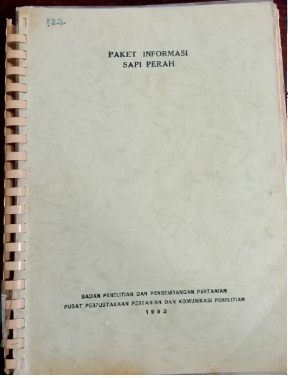 122
PAKET INFORMASI
SAPI PERAH
BADAN PENELITIAN DAN PENGEMBANGAN PERTANIAN
PUSAT PERPUSTAKAAN PERTANIAN DAN KOMUNIKASI PENELITIAN
1992